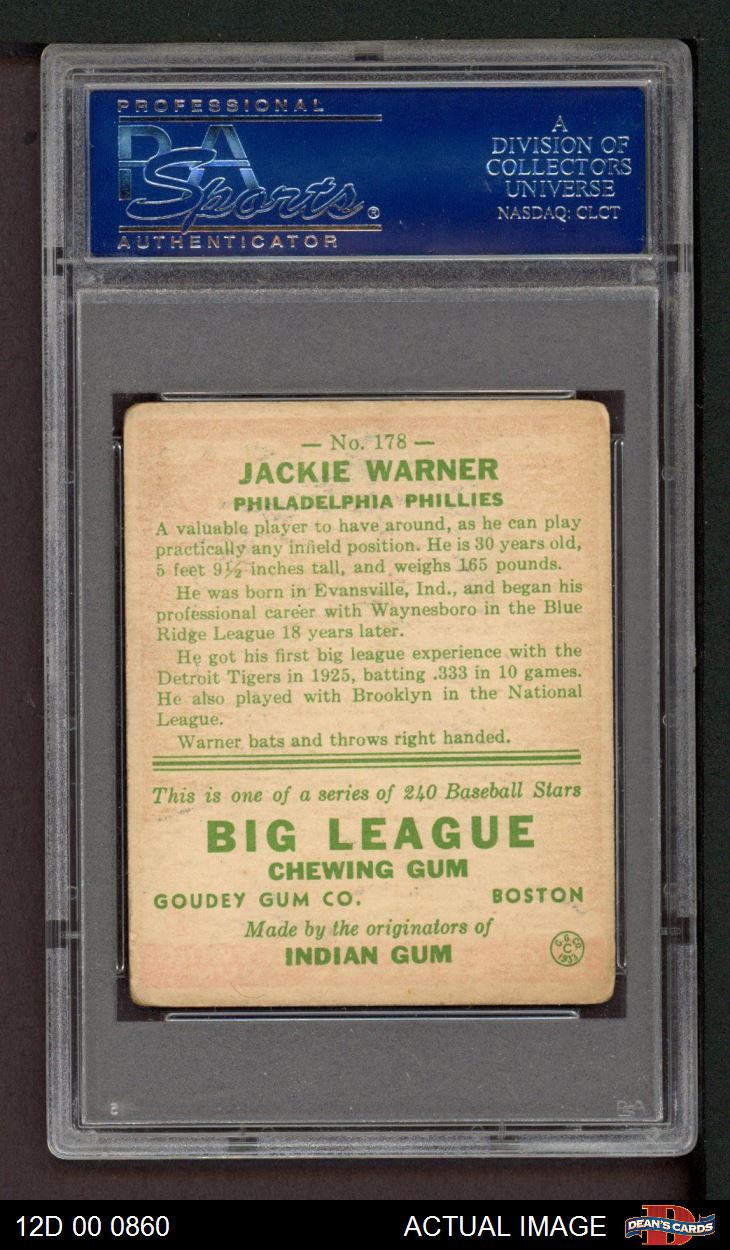 PROFESSIONAL
PSA
Sports®
AUTHENTICATOR
A
DIVISION OF
COLLECTORS
UNIVERSE
NASDAQ: CLCT
— No. 178 —
JACKIE WARNER
PHILADELPHIA PHILLIES
A valuable player to have around, as he can play
practically any infield position. He is 30 years old,
5 feet 9½ inches tall, and weighs 165 pounds.
He was born in Evansville, Ind., and began his
professional career with Waynesboro in the Blue
Ridge League 18 years later.
He got his first big league experience with the
Detroit Tigers in 1925, batting .333 in 10 games.
He also played with Brooklyn in the National
League.
Warner bats and throws right handed.
This is one of a series of 240 Baseball Stars
BIG LEAGUE
CHEWING GUM
GOUDEY GUM CO. BOSTON
Made by the originators of
INDIAN GUM
G.G.CO.
C
1933
PSA
12D 00 0860 ACTUAL IMAGE
DEAN'S CARDS